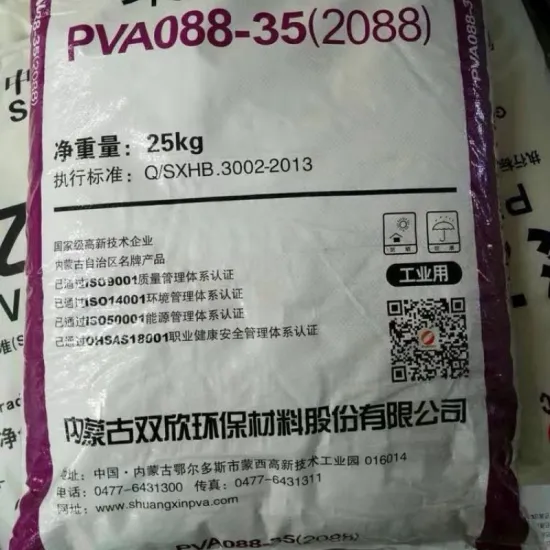 PVA088-35(2088)
净重量：25kg
执行标准：Q/SXHB.3002-2013
国家级高新技术企业
内蒙古自治区名牌产品
已通过ISO9001质量管理体系认证
已通过ISO14001环境管理体系认证
已通过ISO50001能源管理体系认证
已通过OHSAS18001职业健康安全管理体系认证
工业用
内蒙古双欣环保材料股份有限公司
地址：中国·内蒙古鄂尔多斯市蒙西高新技术工业园 016014
电话：0477-6431300 传真：0477-6431311
网址：www.shuangxinpva.com
PVA088-35(2088)